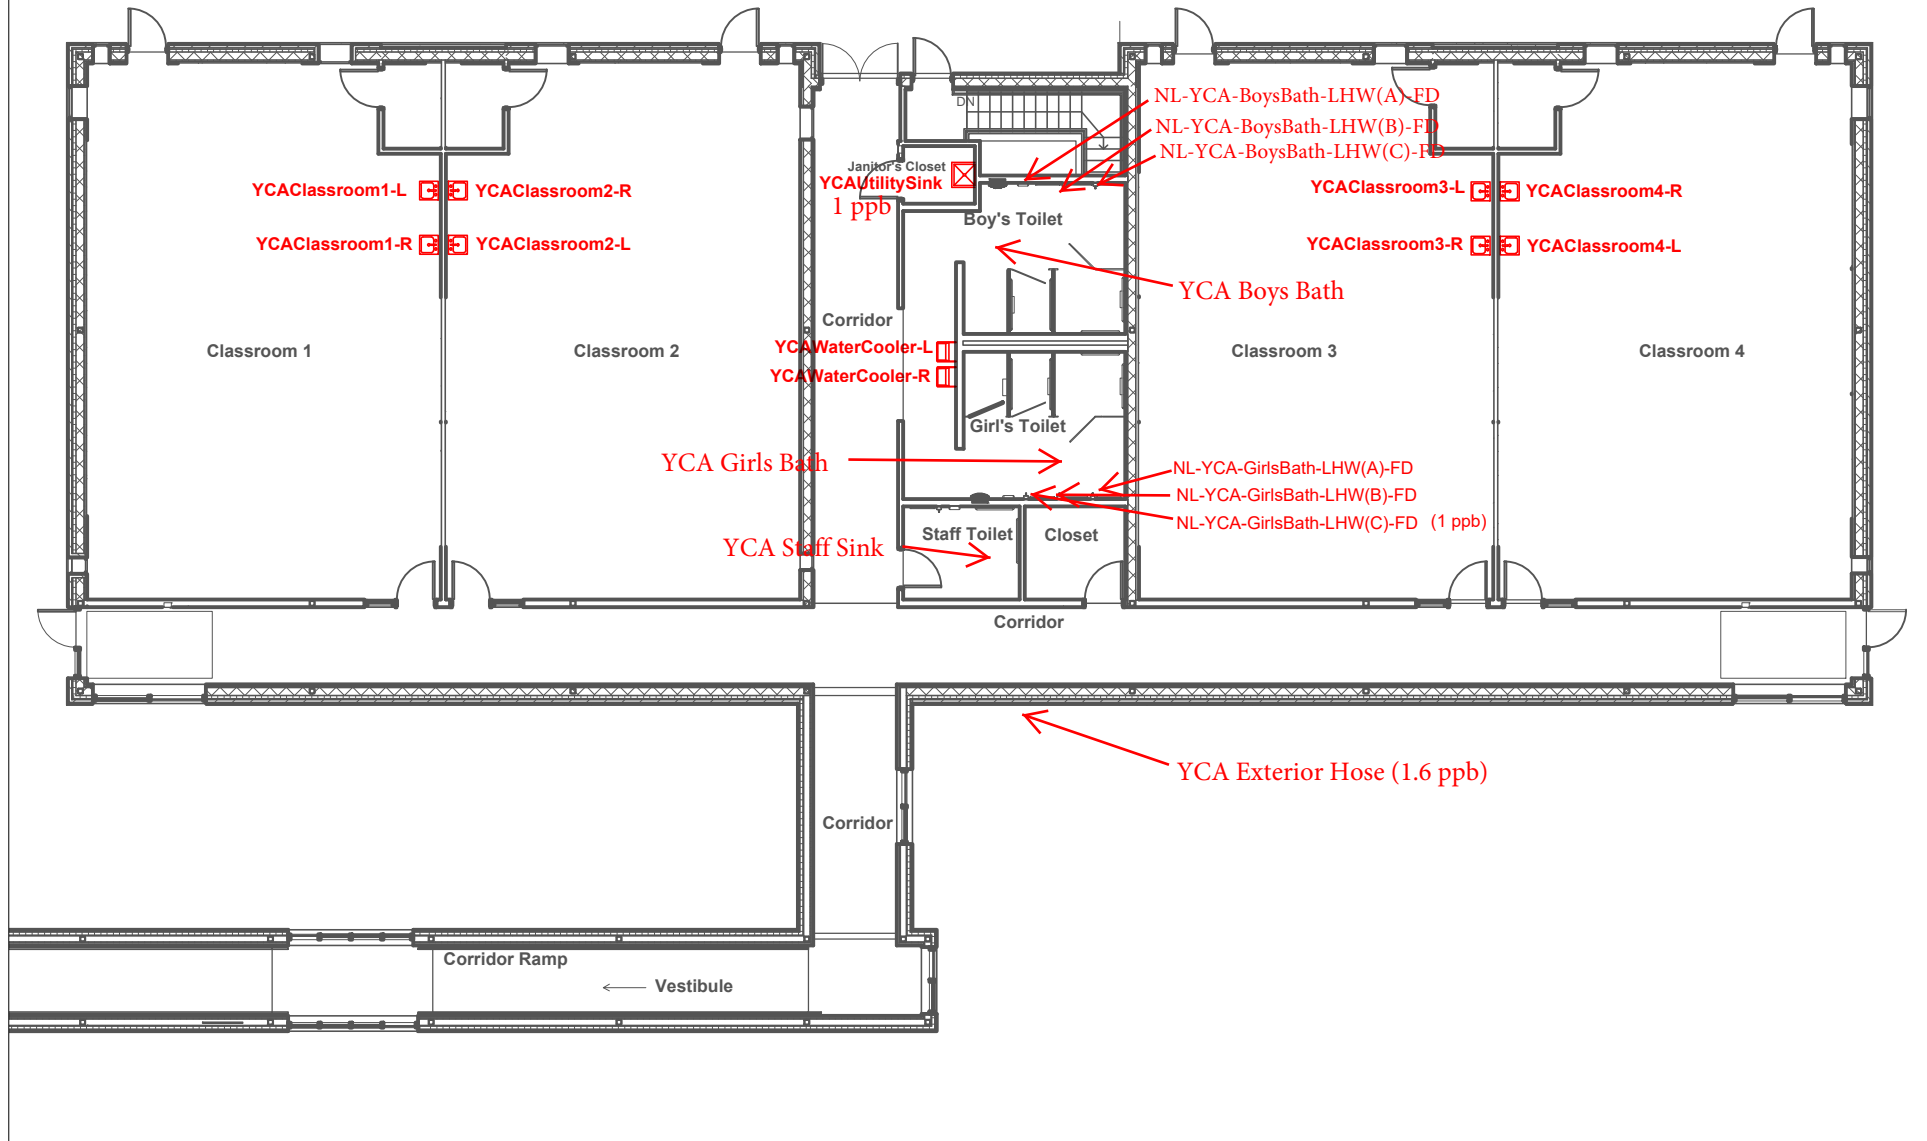 DN
NL-YCA-BoysBath-LHW(A)-FD
NL-YCA-BoysBath-LHW(B)-FD
NL-YCA-BoysBath-LHW(C)-FD
Janitor's Closet
YCAUtilitySink
1 ppb
YCAClassroom1-L
YCAClassroom2-R
YCAClassroom3-L
YCAClassroom4-R
Boy's Toilet
YCAClassroom1-R
YCAClassroom2-L
YCAClassroom3-R
YCAClassroom4-L
YCA Boys Bath
Corridor
YCAWaterCooler-L
Classroom 1
Classroom 2
Classroom 3
Classroom 4
YCAWaterCooler-R
Girl's Toilet
YCA Girls Bath
NL-YCA-GirlsBath-LHW(A)-FD
NL-YCA-GirlsBath-LHW(B)-FD
NL-YCA-GirlsBath-LHW(C)-FD (1 ppb)
Staff Toilet
Closet
YCA Staff Sink
Corridor
YCA Exterior Hose (1.6 ppb)
Corridor
Corridor Ramp
Vestibule